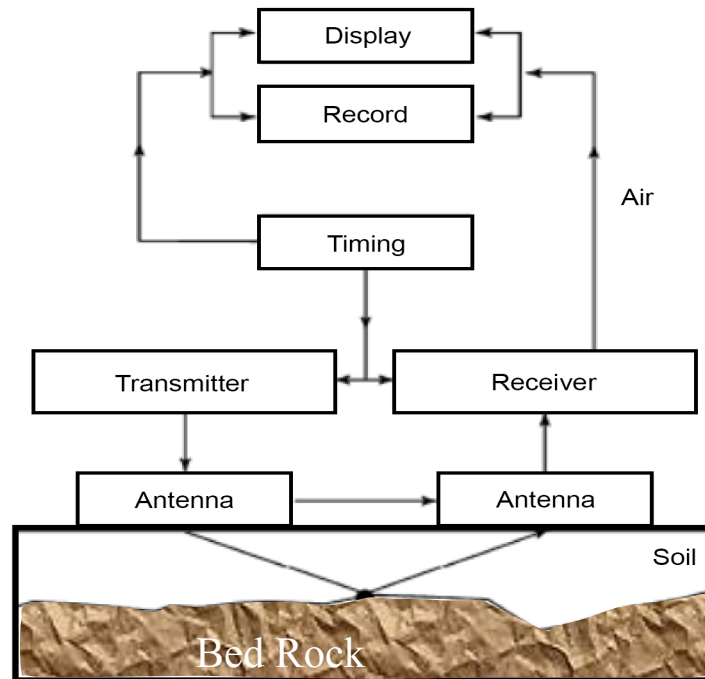 Display
Record
Air
Timing
Transmitter
Receiver
Antenna
Antenna
Soil
Bed Rock